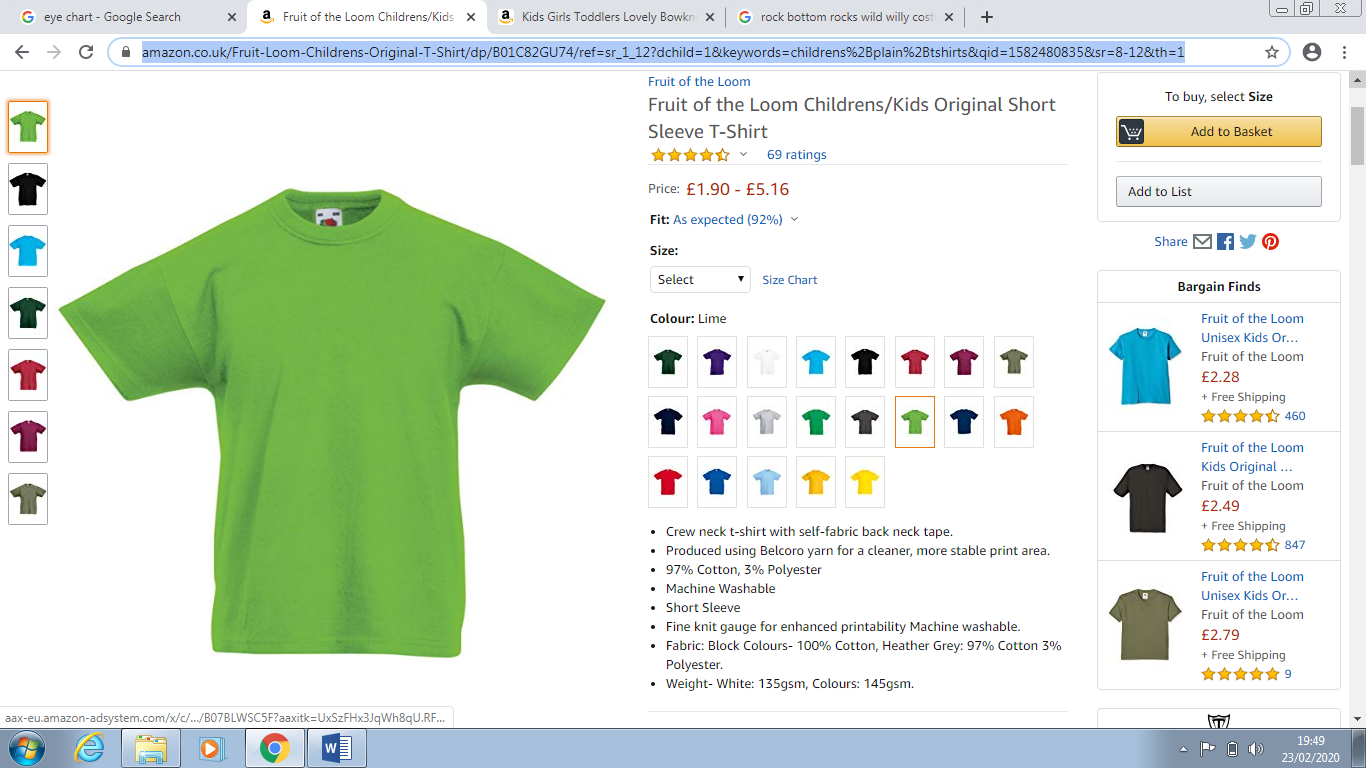 eye chart - Google Search
Fruit of the Loom Childrens/Kids
Kids Girls Toddlers Lovely Bowkn
rock bottom rocks wild willy cost
amazon.co.uk/Fruit-Loom-Childrens-Original-T-Shirt/dp/B01C82GU74/ref=sr_1_12?dchild=1&keywords=childrens%2Bplain%2Btshirts&qid=1582480835&sr=8-12&th=1
Fruit of the Loom
Fruit of the Loom Childrens/Kids Original Short
Sleeve T-Shirt
69 ratings
Price: £1.90 - £5.16
Fit: As expected (92%)
Size:
Select
Size Chart
Colour: Lime
Crew neck t-shirt with self-fabric back neck tape.
Produced using Belcoro yarn for a cleaner, more stable print area.
97% Cotton, 3% Polyester
Machine Washable
Short Sleeve
Fine knit gauge for enhanced printability Machine washable.
Fabric: Block Colours- 100% Cotton, Heather Grey: 97% Cotton 3%
Polyester.
Weight- White: 135gsm, Colours: 145gsm.
To buy, select Size
Add to Basket
Add to List
Share
Bargain Finds
Fruit of the Loom
Unisex Kids Or...
Fruit of the Loom
£2.28
+ Free Shipping
460
Fruit of the Loom
Kids Original ...
Fruit of the Loom
£2.49
+ Free Shipping
847
Fruit of the Loom
Unisex Kids Or...
Fruit of the Loom
£2.79
+ Free Shipping
9
aax-eu.amazon-adsystem.com/x/c/.../B07BLWSC5F?aaxitk=UxSzFHx3JqWh8qU.RF...
19:49
23/02/2020